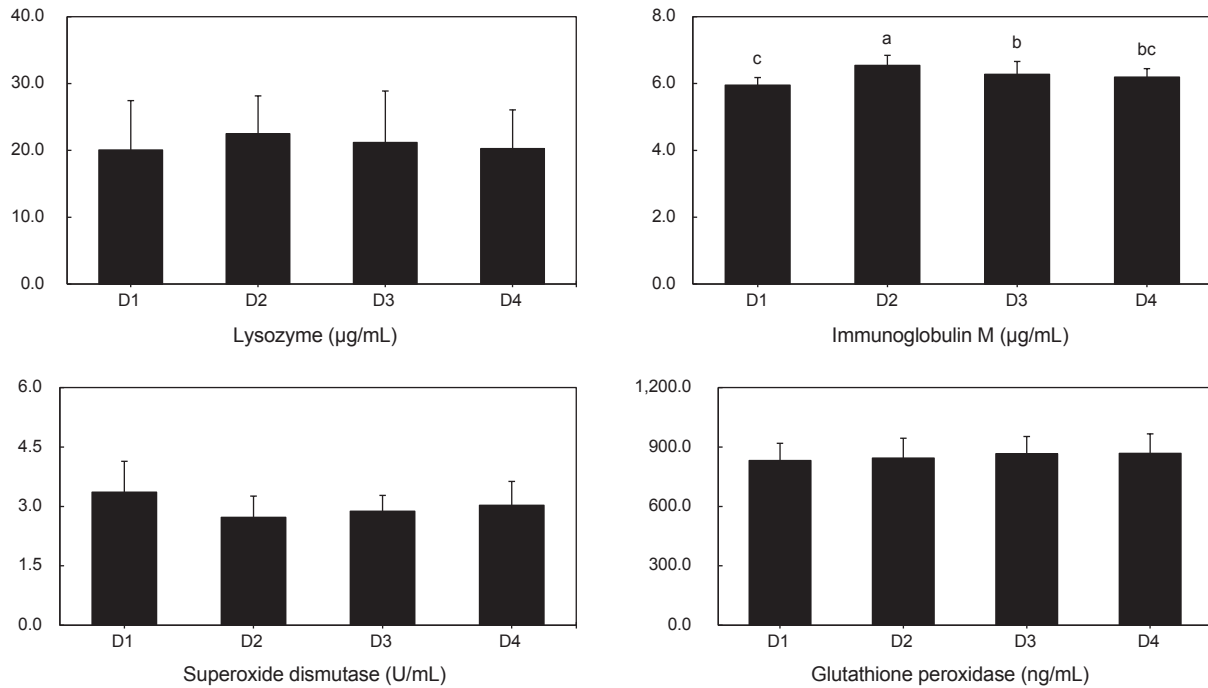 40.0
30.0
20.0
10.0
0.0
D1 D2 D3 D4
Lysozyme (µg/mL)
8.0
6.0
4.0
2.0
0.0
c a b bc
D1 D2 D3 D4
Immunoglobulin M (µg/mL)
6.0
4.5
3.0
1.5
0.0
D1 D2 D3 D4
Superoxide dismutase (U/mL)
1,200.0
900.0
600.0
300.0
0.0
D1 D2 D3 D4
Glutathione peroxidase (ng/mL)